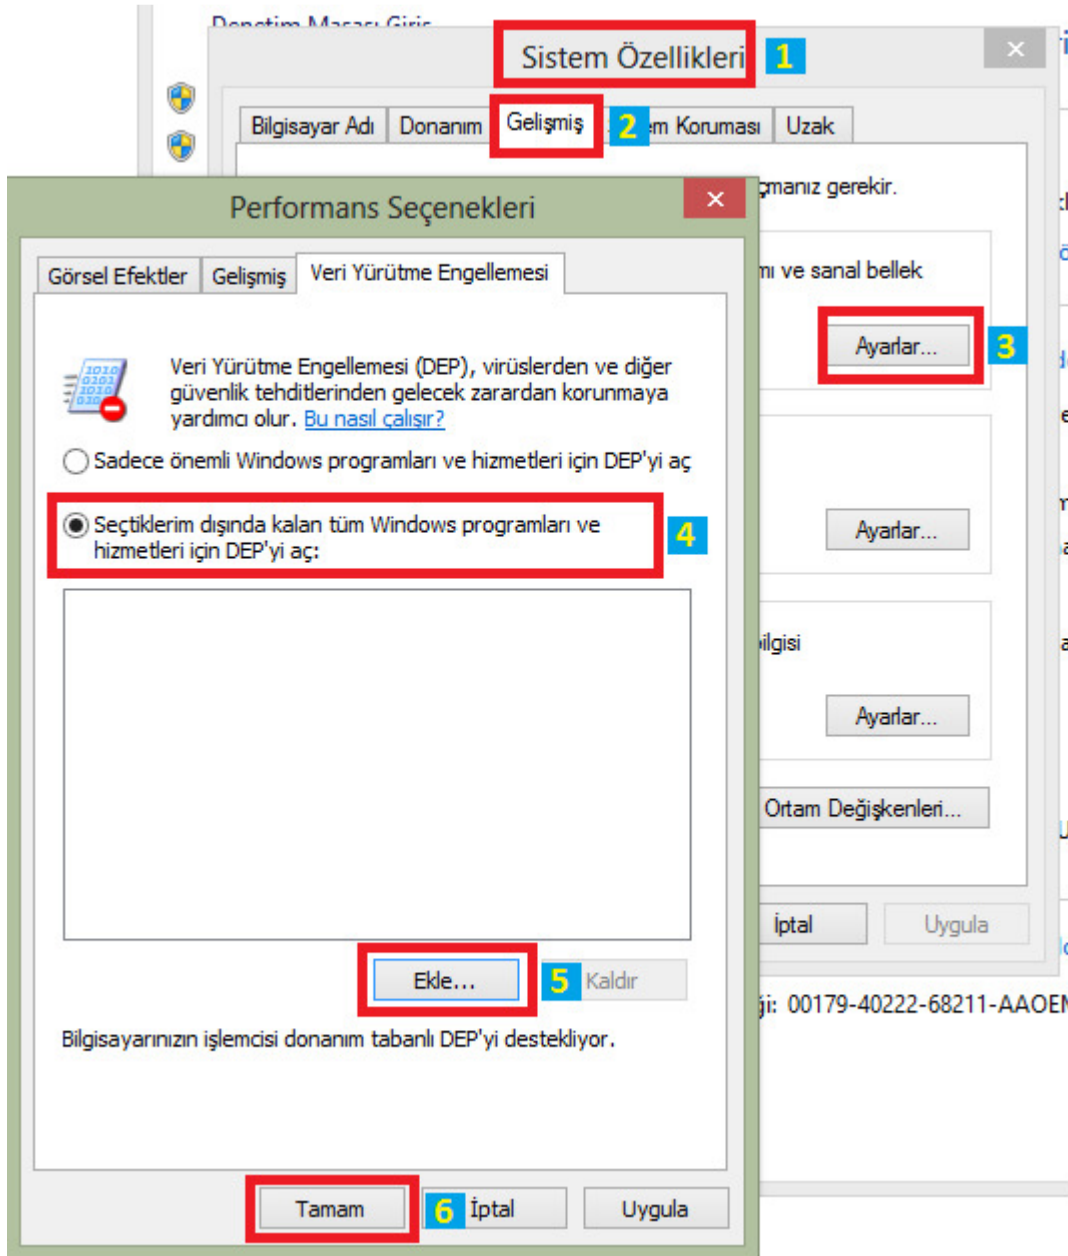 Denetim Masası Giriş
Sistem Özellikleri
1
Bilgisayar Adı
Donanım
Gelişmiş
2
Koruması
Uzak
gerekir.
Performans Seçenekleri
Görsel Efektler
Gelişmiş
Veri Yürütme Engellemesi
ve sanal bellek
Ayarlar...
3
Veri Yürütme Engellemesi (DEP), virüslerden ve diğer
güvenlik tehditlerinden gelecek zarardan korunmaya
yardımcı olur. Bu nasıl çalışır?
Sadece önemli Windows programları ve hizmetleri için DEP'yi aç
Seçtiklerim dışında kalan tüm Windows programları ve
hizmetleri için DEP'yi aç:
4
Ayarlar...
Ayarlar...
Ortam Değişkenleri...
İptal
Uygula
Ekle...
5
Kaldır
00179-40222-68211-AAOEM
Bilgisayarınızın işlemcisi donanım tabanlı DEP'yi destekliyor.
Tamam
6
İptal
Uygula